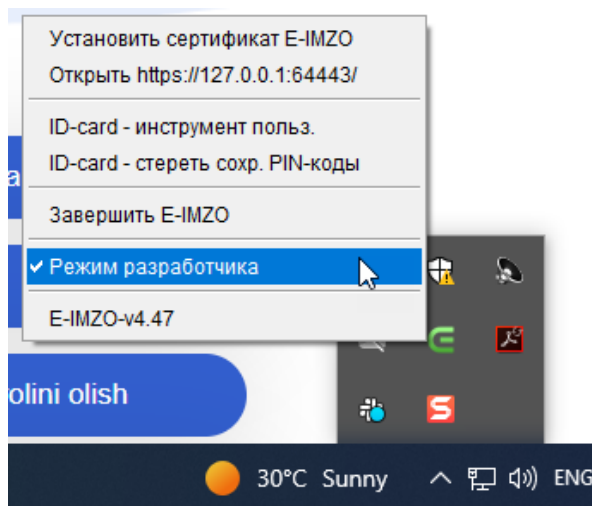 Установить сертификат E-IMZO
Открыть https://127.0.0.1:64443/
ID-card - инструмент польз.
ID-card - стереть сохр. PIN-коды
Завершить E-IMZO
Режим разработчика
E-IMZO-v4.47
olini olish
30°C Sunny
ENG